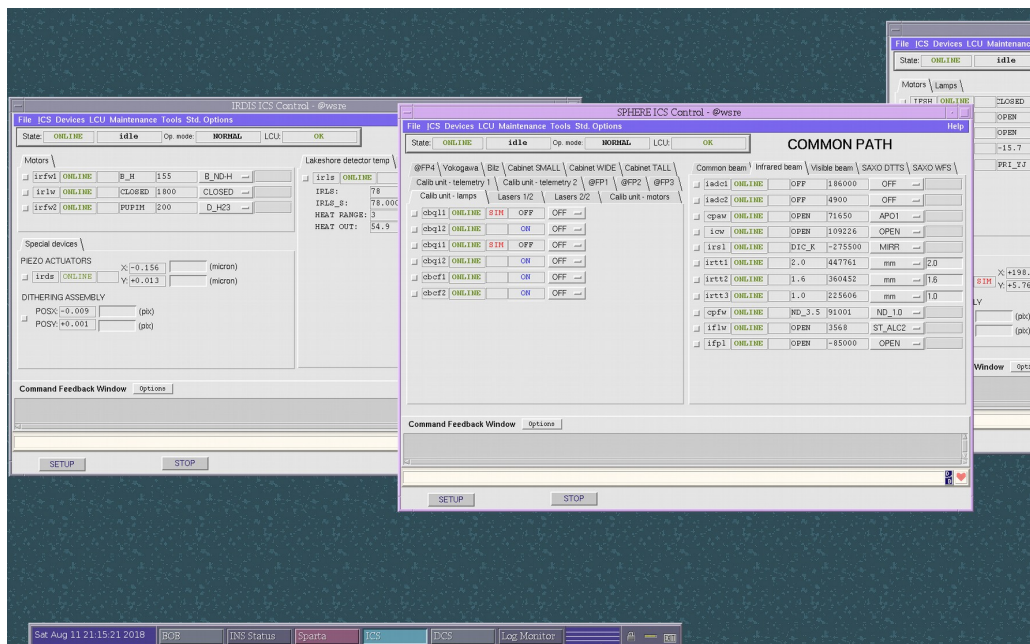 IRDIS ICS Control - @wsre
File ICS Devices LCU Maintenance Tools Std. Options
State: ONLINE idle Op. mode: NORMAL LCU: OK
Motors
irfw1 ONLINE B_H 155 B_ND-H
irlw ONLINE CLOSED 1800 CLOSED
irfw2 ONLINE PUPIM 200 D_H23
Lakeshore detector temp
irls ONLINE
IRLS: 78
IRLS_S: 78.000
HEAT RANGE: 3
HEAT OUT: 54.9
Special devices
PIEZO ACTUATORS
irds ONLINE X: -0.156 (micron)
Y: +0.013 (micron)
DITHERING ASSEMBLY
POSX: -0.009 (pix)
POSY: +0.001 (pix)
Command Feedback Window Options
SETUP STOP
SPHERE ICS Control - @wsre
File ICS Devices LCU Maintenance Tools Std. Options Help
State: ONLINE idle Op. mode: NORMAL LCU: OK
COMMON PATH
@FP4 Yokogawa Bilz Cabinet SMALL Cabinet WIDE Cabinet TALL
Calib unit - telemetry 1 Calib unit - telemetry 2 @FP1 @FP2 @FP3
Calib unit - lamps Lasers 1/2 Lasers 2/2 Calib unit - motors
cbql1 ONLINE SIM OFF OFF
cbql2 ONLINE ON OFF
cbqi1 ONLINE SIM OFF OFF
cbqi2 ONLINE ON OFF
cbcf1 ONLINE ON OFF
cbcf2 ONLINE ON OFF
Common beam Infrared beam Visible beam SAXO DTTS SAXO WFS
iadc1 ONLINE OFF 186000 OFF
iadc2 ONLINE OFF 4900 OFF
cpaw ONLINE OPEN 71650 APO1
icw ONLINE OPEN 109226 OPEN
irsl ONLINE DIC_K -275500 MIRR
irtt1 ONLINE 2.0 447761 mm 2.0
irtt2 ONLINE 1.6 360452 mm 1.6
irtt3 ONLINE 1.0 225606 mm 1.0
cpfw ONLINE ND_3.5 91001 ND_1.0
iflw ONLINE OPEN 3568 ST_ALC2
ifpl ONLINE OPEN -85000 OPEN
Command Feedback Window Options
SETUP STOP
File ICS Devices LCU Maintenance
State: ONLINE idle
Motors Lamps
IFSH ONLINE CLOSED
OPEN
OPEN
-15.7
PRI_YJ
X: +198.
SIM Y: +5.76
(pix)
(pix)
Window
Sat Aug 11 21:15:21 2018 BOB INS Status Sparta ICS DCS Log Monitor